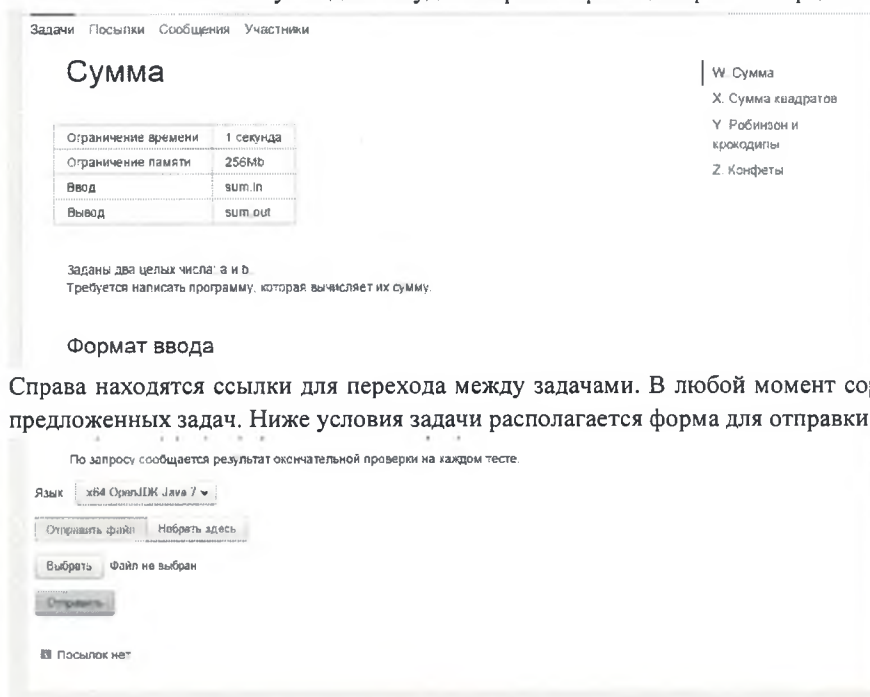 Задачи Посылки Сообщения Участники
Сумма
Ограничение времени 1 секунда
Ограничение памяти 256Mb
Ввод sum.in
Вывод sum.out
Заданы два целых числа: a и b.
Требуется написать программу, которая вычисляет их сумму.
Формат ввода
W. Сумма
X. Сумма квадратов
Y. Робинзон и
крокодилы
Z. Конфеты
Справа находятся ссылки для перехода между задачами. В любой момент
предложенных задач. Ниже условия задачи располагается форма для отправки
По запросу сообщается результат окончательной проверки на каждом тесте.
Язык x64 OpenJDK Java 7
Отправить файл Набрать здесь
Выбрать Файл не выбран
Отправить
Посылок нет